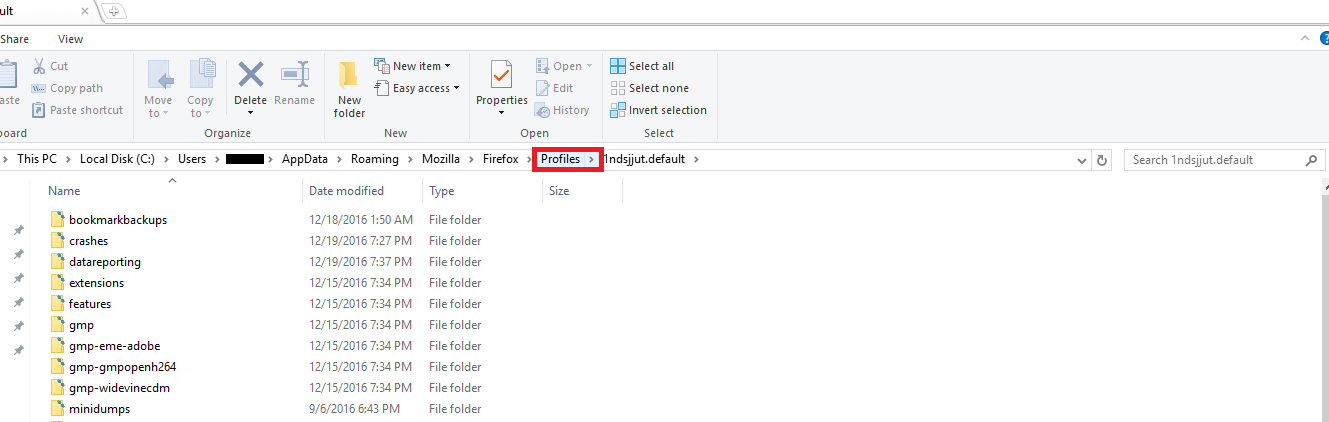 ult
Share View
Cut
Copy path
Paste shortcut
aste
board
Move to
Copy to
Delete
Rename
Organize
New folder
New item
Easy access
New
Properties
Open
Edit
History
Open
Select all
Select none
Invert selection
Select
This PC Local Disk (C:) Users AppData Roaming Mozilla Firefox Profiles 1ndsjjut.default
Search 1ndsjjut.default
Name Date modified Type Size
bookmarkbackups 12/18/2016 1:50 AM File folder
crashes 12/19/2016 7:27 PM File folder
datareporting 12/19/2016 7:37 PM File folder
extensions 12/15/2016 7:34 PM File folder
features 12/15/2016 7:34 PM File folder
gmp 12/15/2016 7:34 PM File folder
gmp-eme-adobe 12/15/2016 7:34 PM File folder
gmp-gmpopenh264 12/15/2016 7:34 PM File folder
gmp-widevinecdm 12/15/2016 7:34 PM File folder
minidumps 9/6/2016 6:43 PM File folder